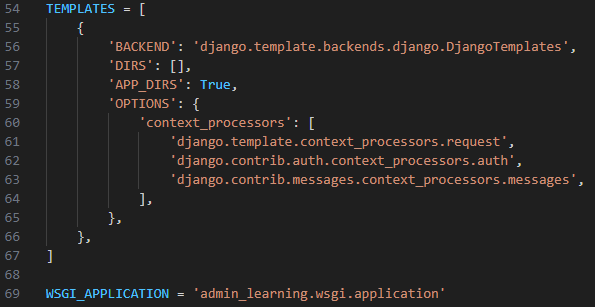 54 TEMPLATES = [
55     {
56         'BACKEND': 'django.template.backends.django.DjangoTemplates',
57         'DIRS': [],
58         'APP_DIRS': True,
59         'OPTIONS': {
60             'context_processors': [
61                 'django.template.context_processors.request',
62                 'django.contrib.auth.context_processors.auth',
63                 'django.contrib.messages.context_processors.messages',
64             ],
65         },
66     },
67 ]
68
69 WSGI_APPLICATION = 'admin_learning.wsgi.application'